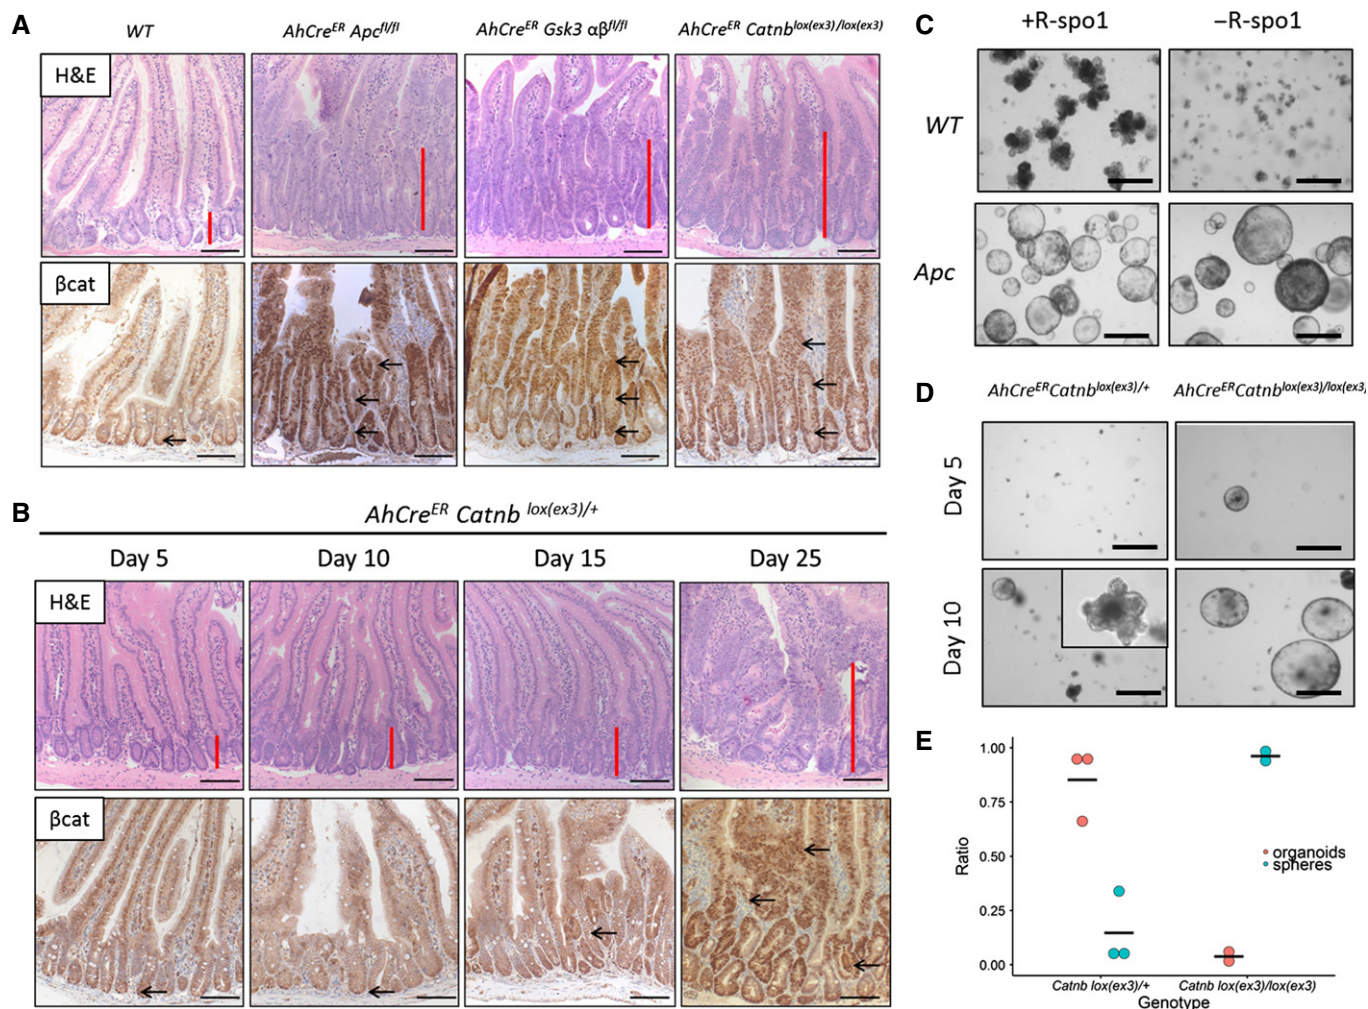 A
WT
AhCreER Apcfl/fl
AhCreER Gsk3 αβfl/fl
AhCreER Catnblox(ex3)/lox(ex3)
H&E
βcat
B
AhCreER Catnb lox(ex3)/+
Day 5
Day 10
Day 15
Day 25
H&E
βcat
C
+R-spo1
–R-spo1
WT
Apc
D
AhCreERCatnblox(ex3)/+
AhCreERCatnblox(ex3)/lox(ex3)
Day 5
Day 10
E
1.00
0.75
0.50
0.25
0.00
Ratio
organoids
spheres
Catnb lox(ex3)/+
Catnb lox(ex3)/lox(ex3)
Genotype